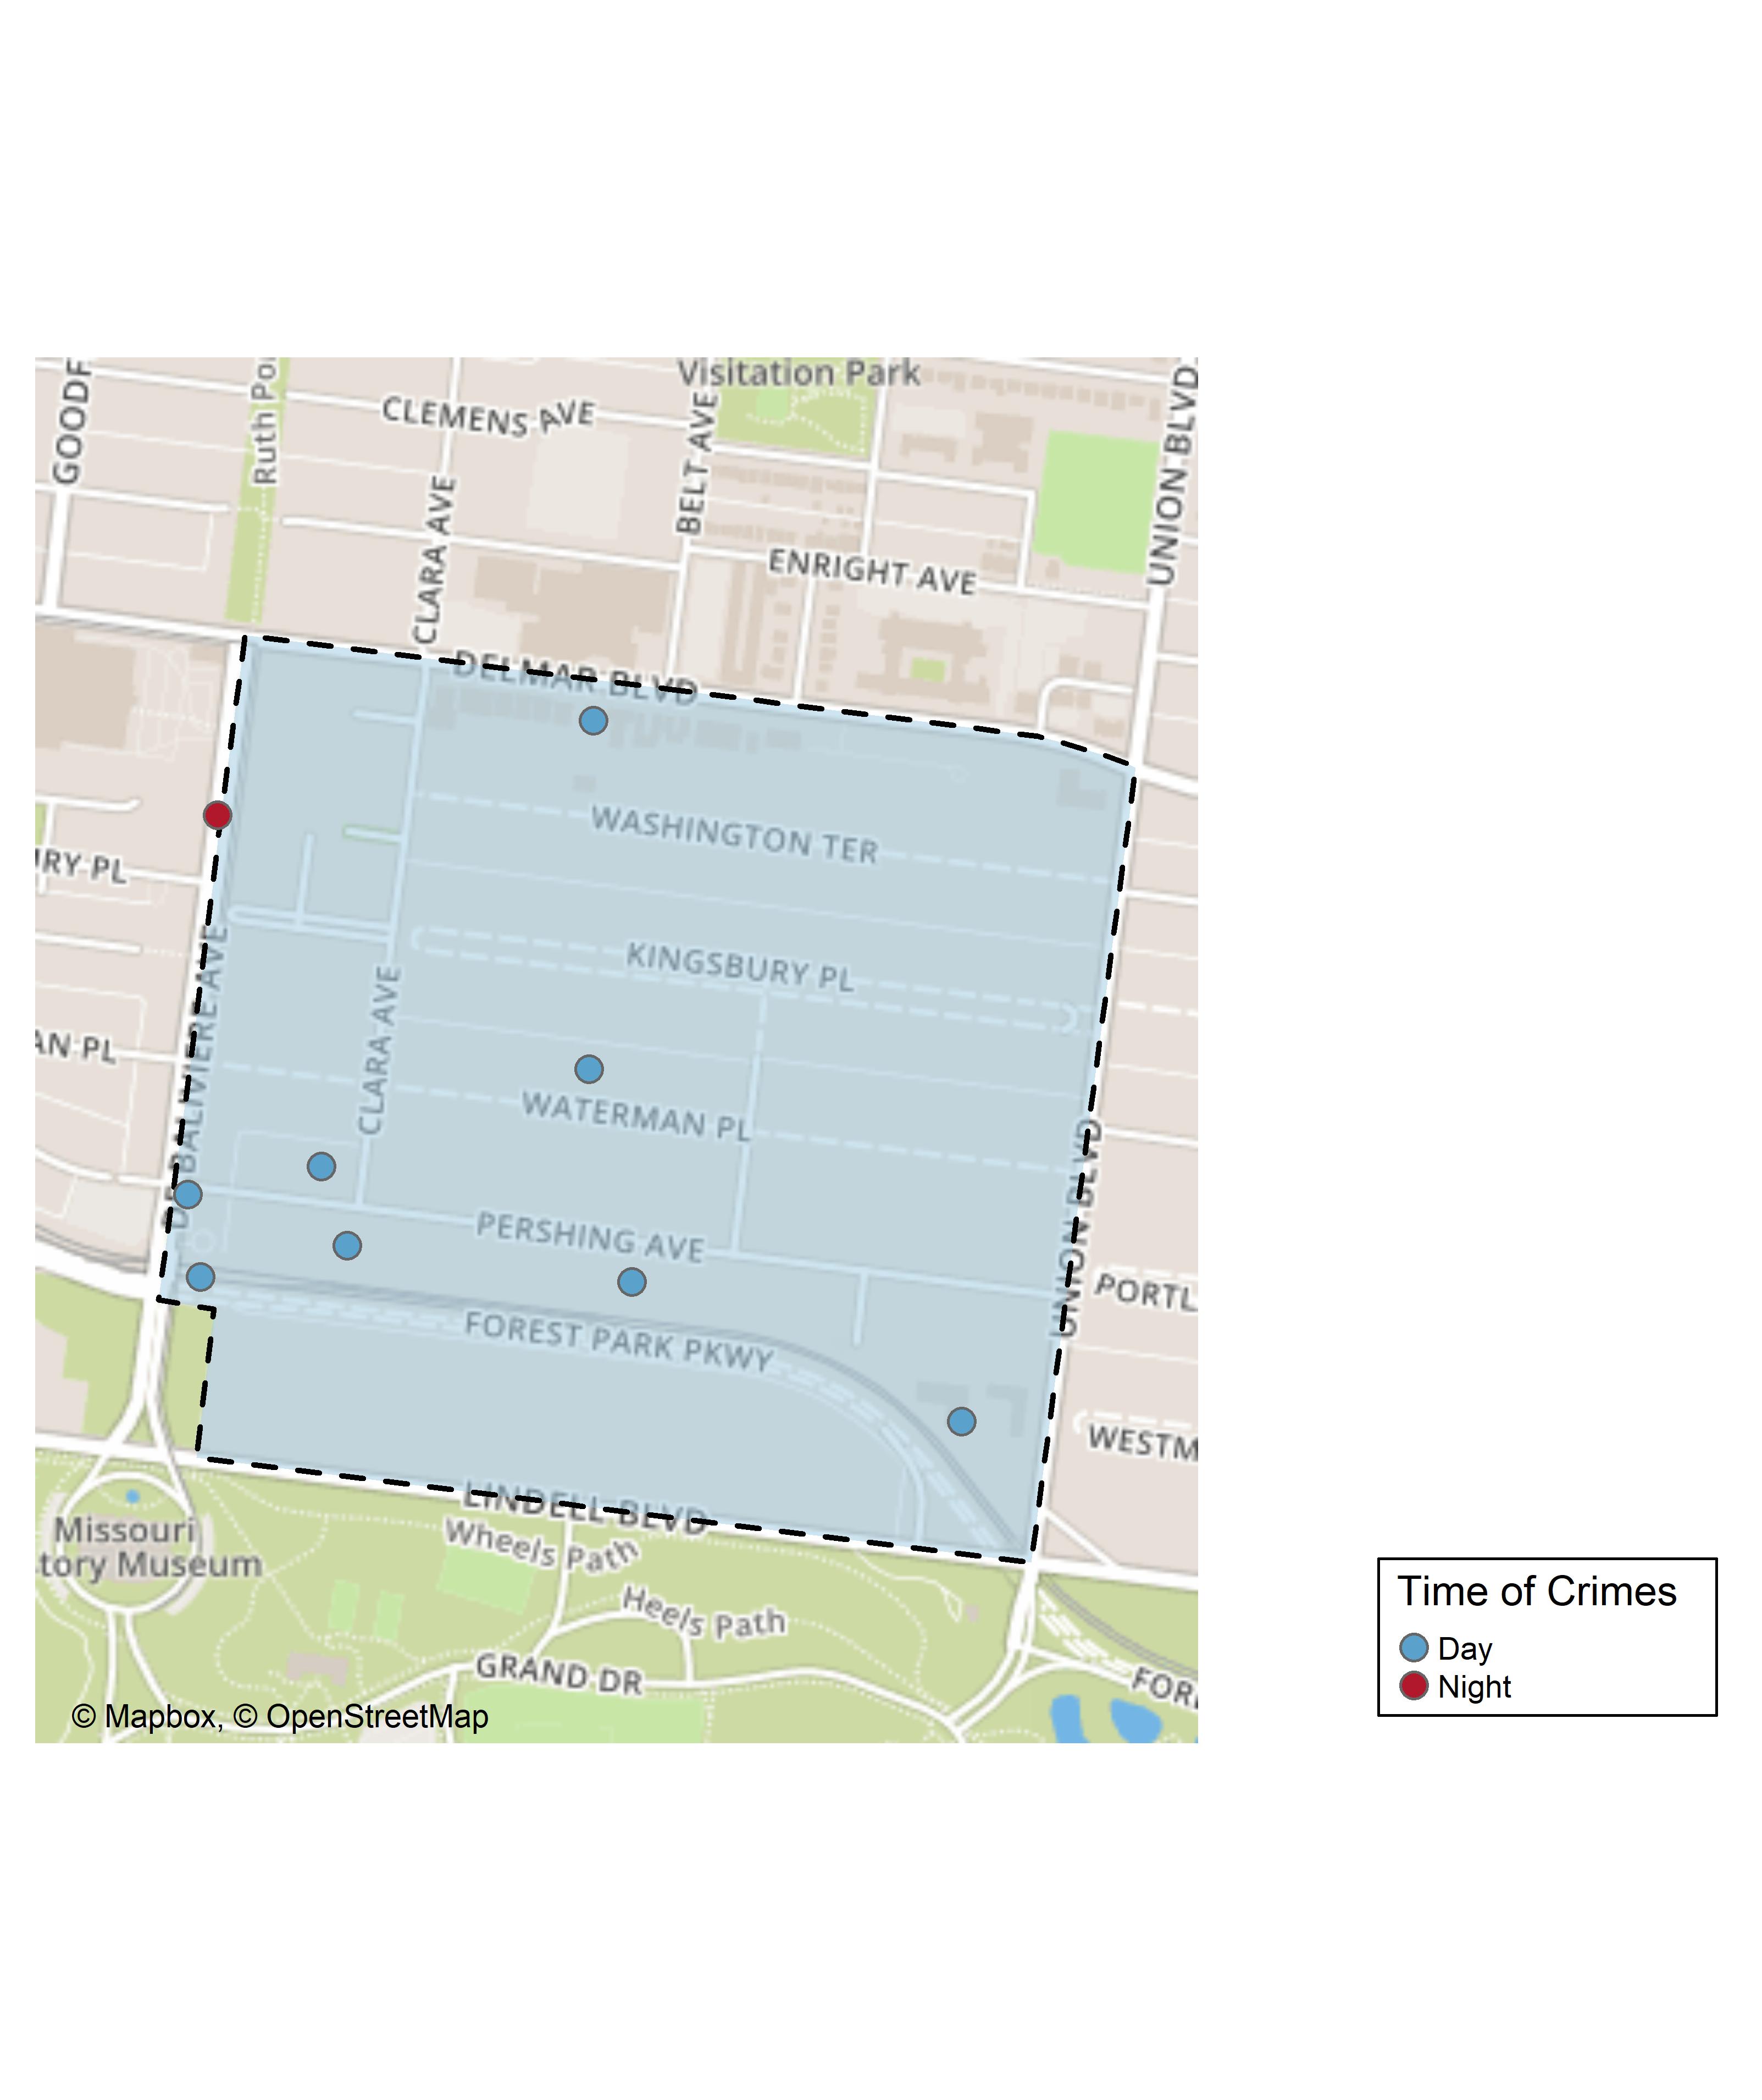 Visitation Park
GOODF
Ruth Po
CLEMENS AVE
BELT AVE
UNION BLVD
CLARA AVE
ENRIGHT AVE
DELMAR BLVD
WASHINGTON TER
IRY PL
KINGSBURY PL
DE BALIVIERE AVE
CLARA AVE
AN PL
WATERMAN PL
UNION BLVD
PERSHING AVE
PORTL
FOREST PARK PKWY
WESTM
LINDELL BLVD
Wheels Path
Missouri
tory Museum
Heels Path
GRAND DR
FOR
© Mapbox, © OpenStreetMap
Time of Crimes
Day
Night